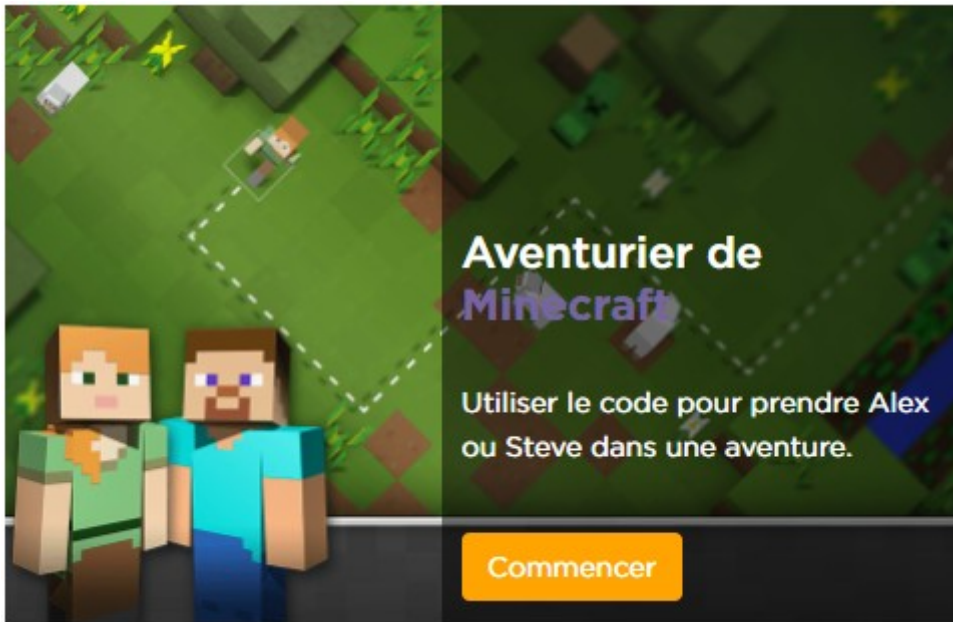 Aventurier de
Minecraft
Utiliser le code pour prendre Alex
ou Steve dans une aventure.
Commencer